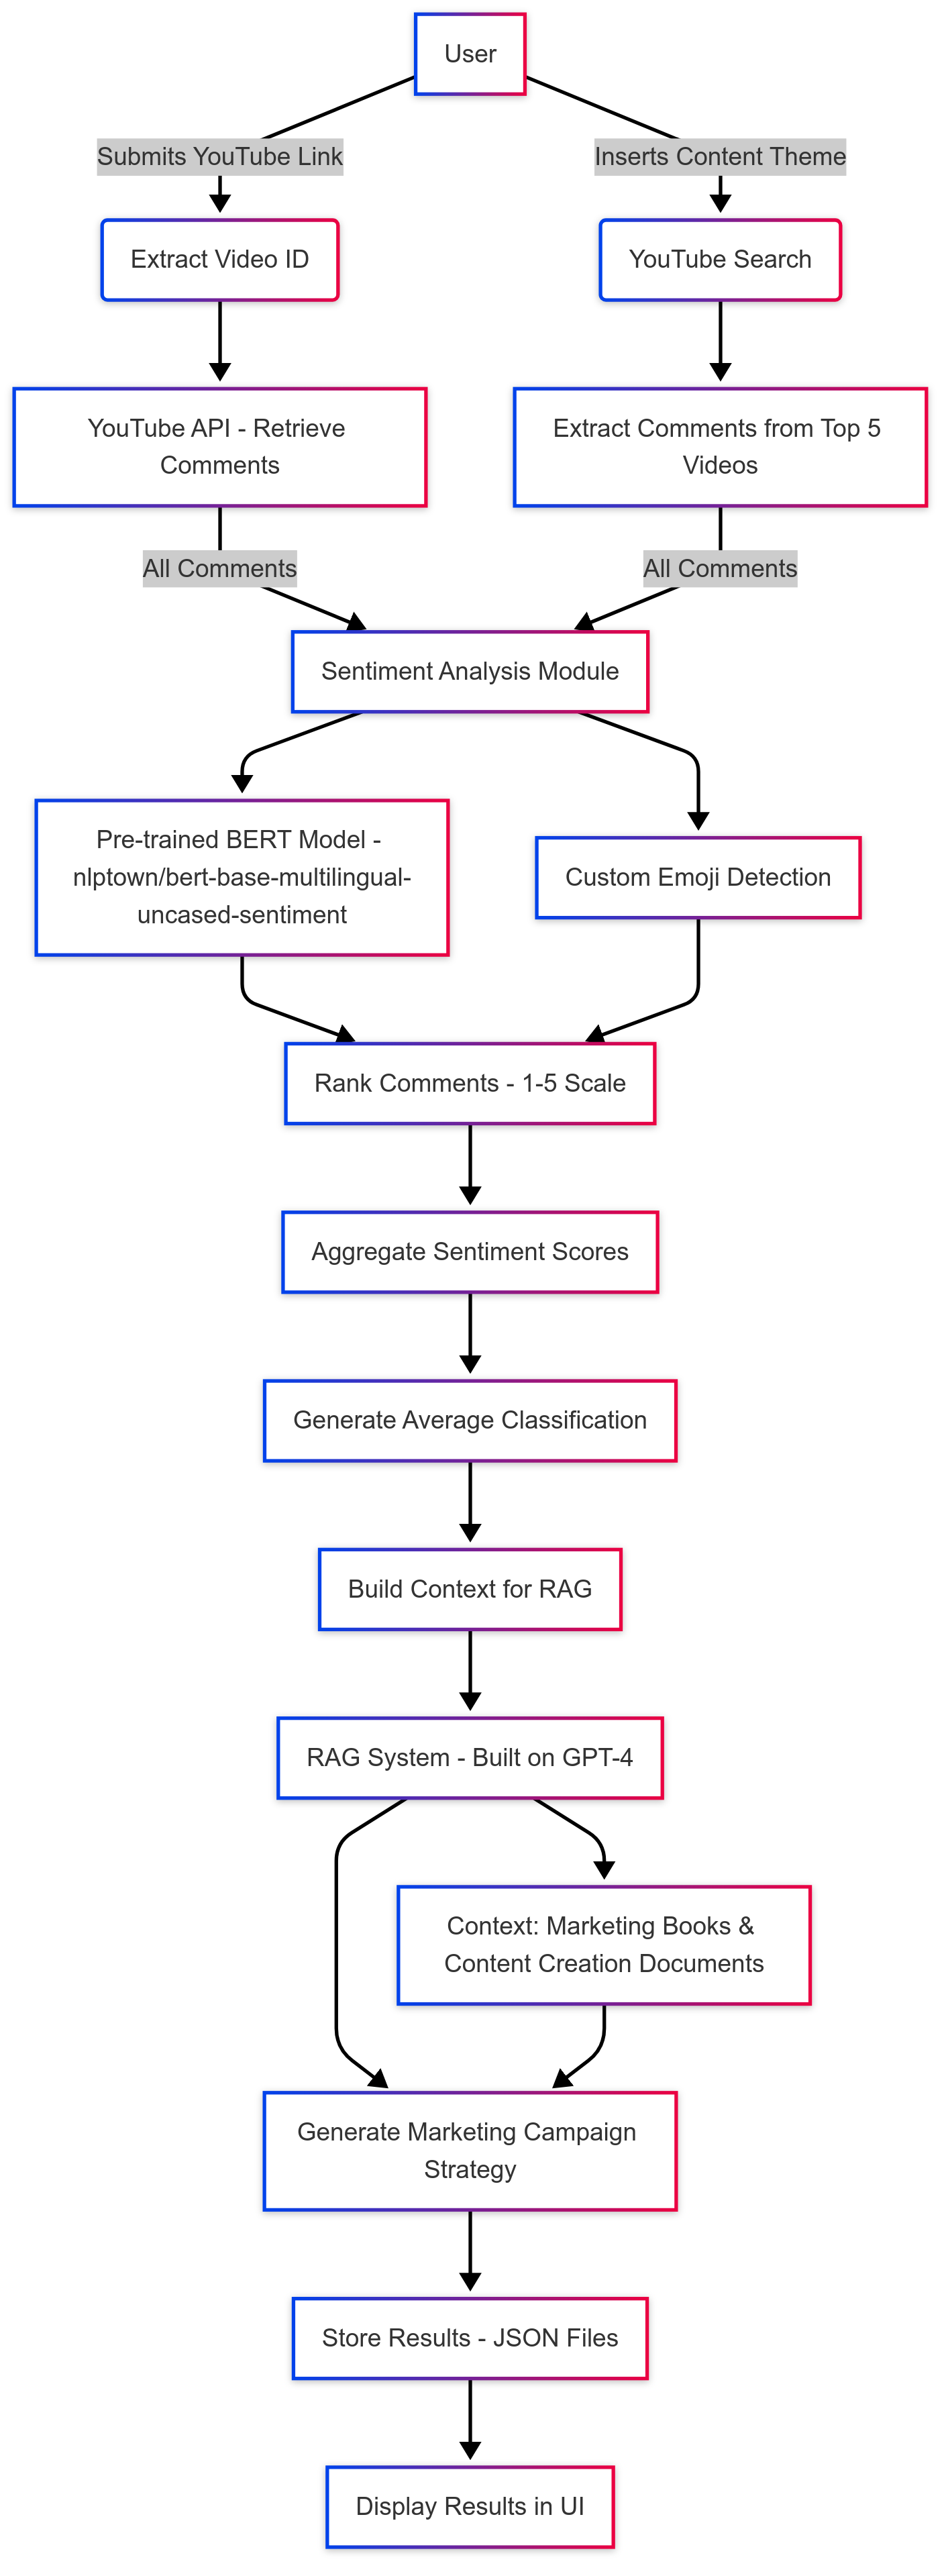 User
Submits YouTube Link
Inserts Content Theme
Extract Video ID
YouTube Search
YouTube API - Retrieve
Comments
Extract Comments from Top 5
Videos
All Comments
All Comments
Sentiment Analysis Module
Pre-trained BERT Model -
nlptown/bert-base-multilingual-
uncased-sentiment
Custom Emoji Detection
Rank Comments - 1-5 Scale
Aggregate Sentiment Scores
Generate Average Classification
Build Context for RAG
RAG System - Built on GPT-4
Context: Marketing Books &
Content Creation Documents
Generate Marketing Campaign
Strategy
Store Results - JSON Files
Display Results in UI